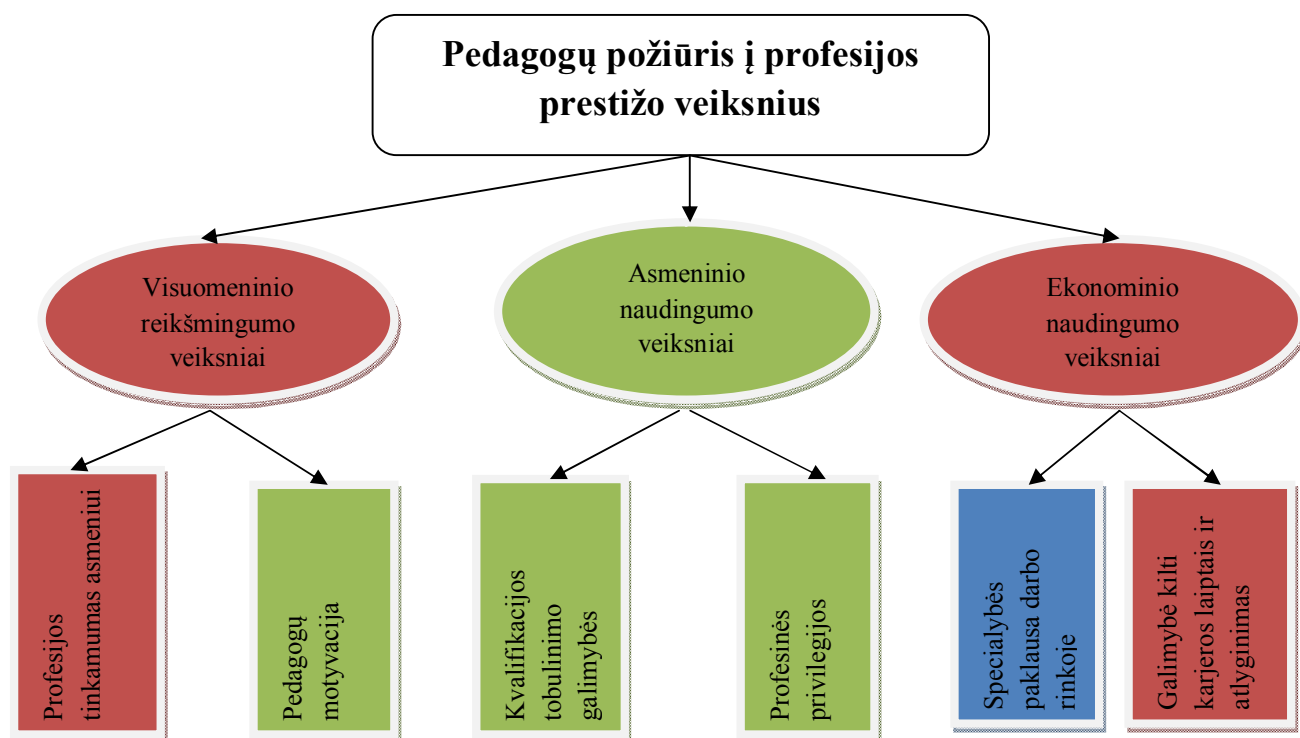 Pedagogų požiūris į profesijos
prestižo veiksnius
Visuomeninio
reikšmingumo
veiksniai
Asmeninio
naudingumo
veiksniai
Ekonominio
naudingumo
veiksniai
Profesijos
tinkamumas asmeniui
Pedagogų
motyvacija
Kvalifikacijos
tobulinimo
galimybės
Profesinės
privilegijos
Specialybės
paklausa darbo
rinkoje
Galimybė kilti
karjeros laiptais ir
atlyginimas